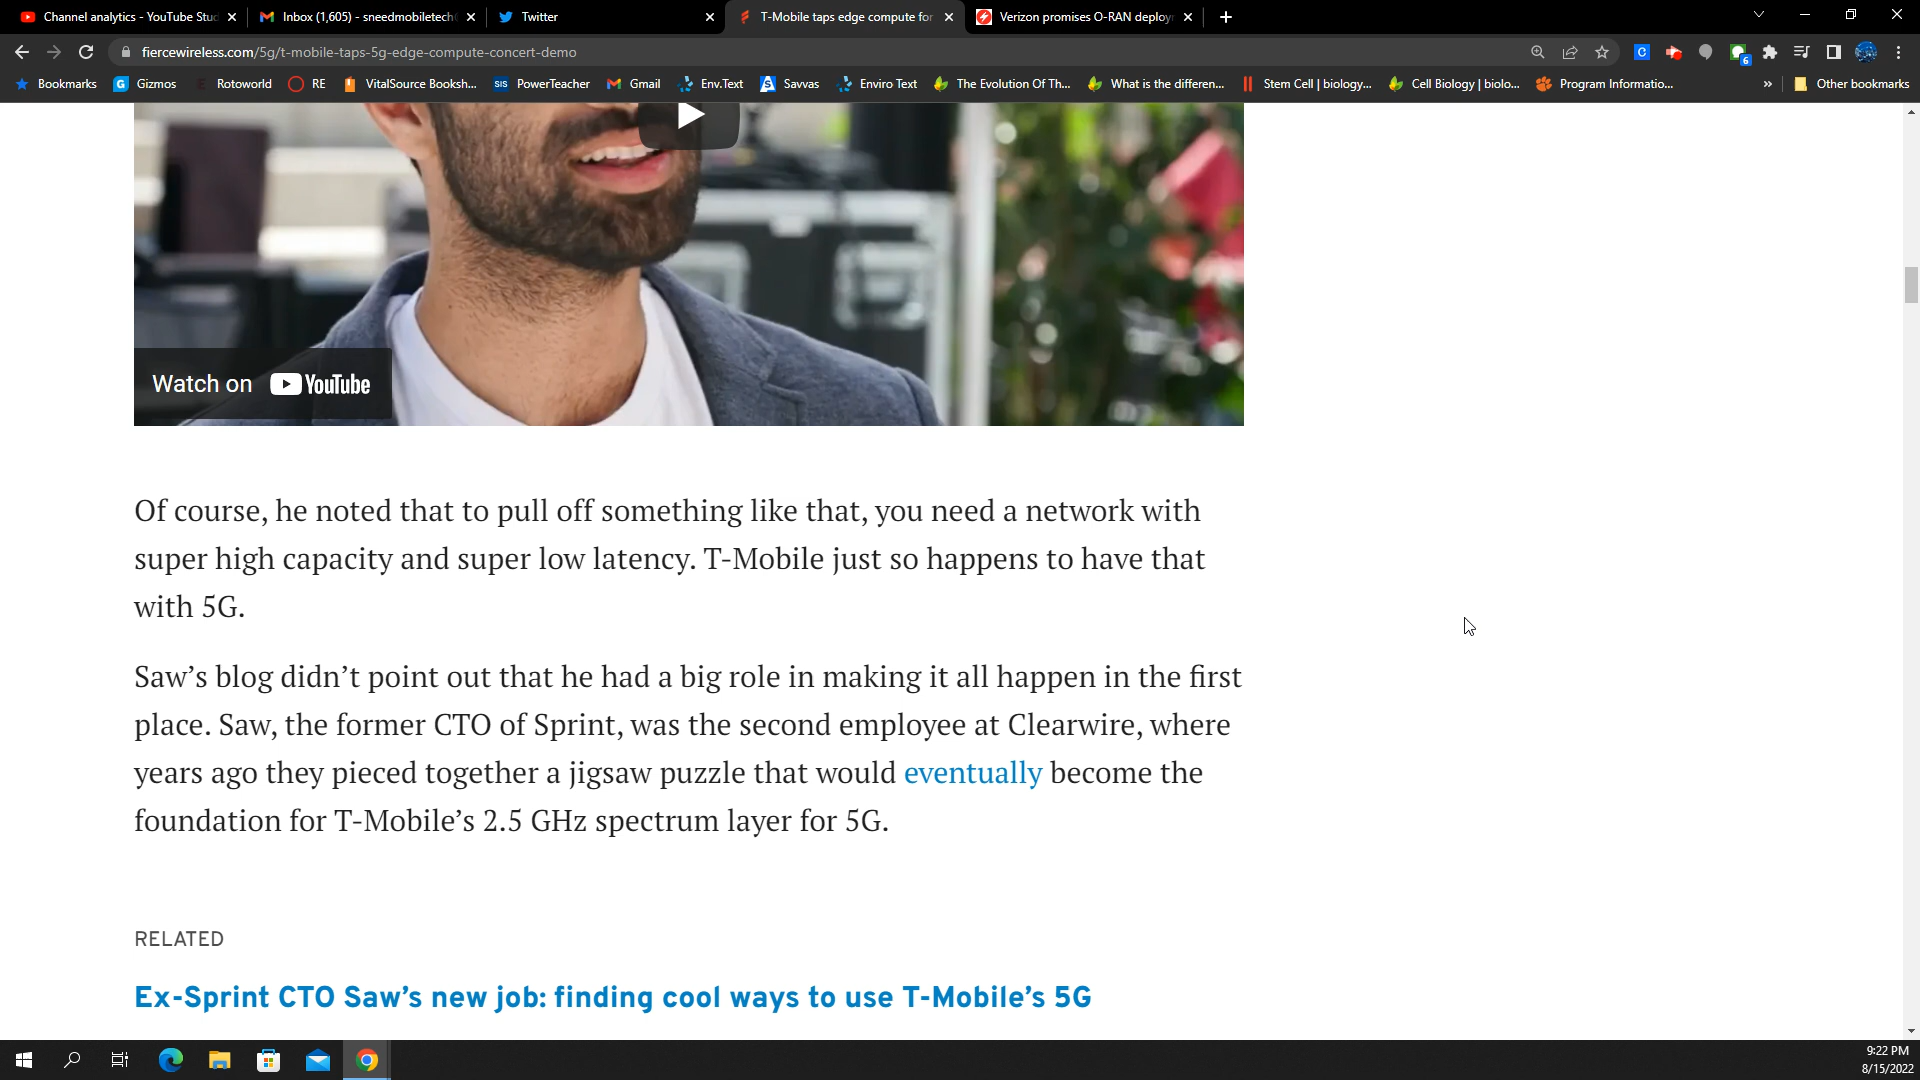 Channel analytics - YouTube Stu
Inbox (1,605) - sneedmobiletech
Twitter
T-Mobile taps edge compute for
Verizon promises O-RAN deploy
fiercewireless.com/5g/t-mobile-taps-5g-edge-compute-concert-demo
6
Bookmarks
G Gizmos
Rotoworld
RE
VitalSource Booksh...
SIS PowerTeacher
Gmail
Env.Text
Savvas
Enviro Text
The Evolution Of Th...
What is the differen...
Stem Cell | biology...
Cell Biology | biolo...
Program Informatio...
»
Other bookmarks
Watch on YouTube
Of course, he noted that to pull off something like that, you need a network with
super high capacity and super low latency. T-Mobile just so happens to have that
with 5G.
Saw’s blog didn’t point out that he had a big role in making it all happen in the first
place. Saw, the former CTO of Sprint, was the second employee at Clearwire, where
years ago they pieced together a jigsaw puzzle that would eventually become the
foundation for T-Mobile’s 2.5 GHz spectrum layer for 5G.
RELATED
Ex-Sprint CTO Saw’s new job: finding cool ways to use T-Mobile’s 5G
9:22 PM
8/15/2022